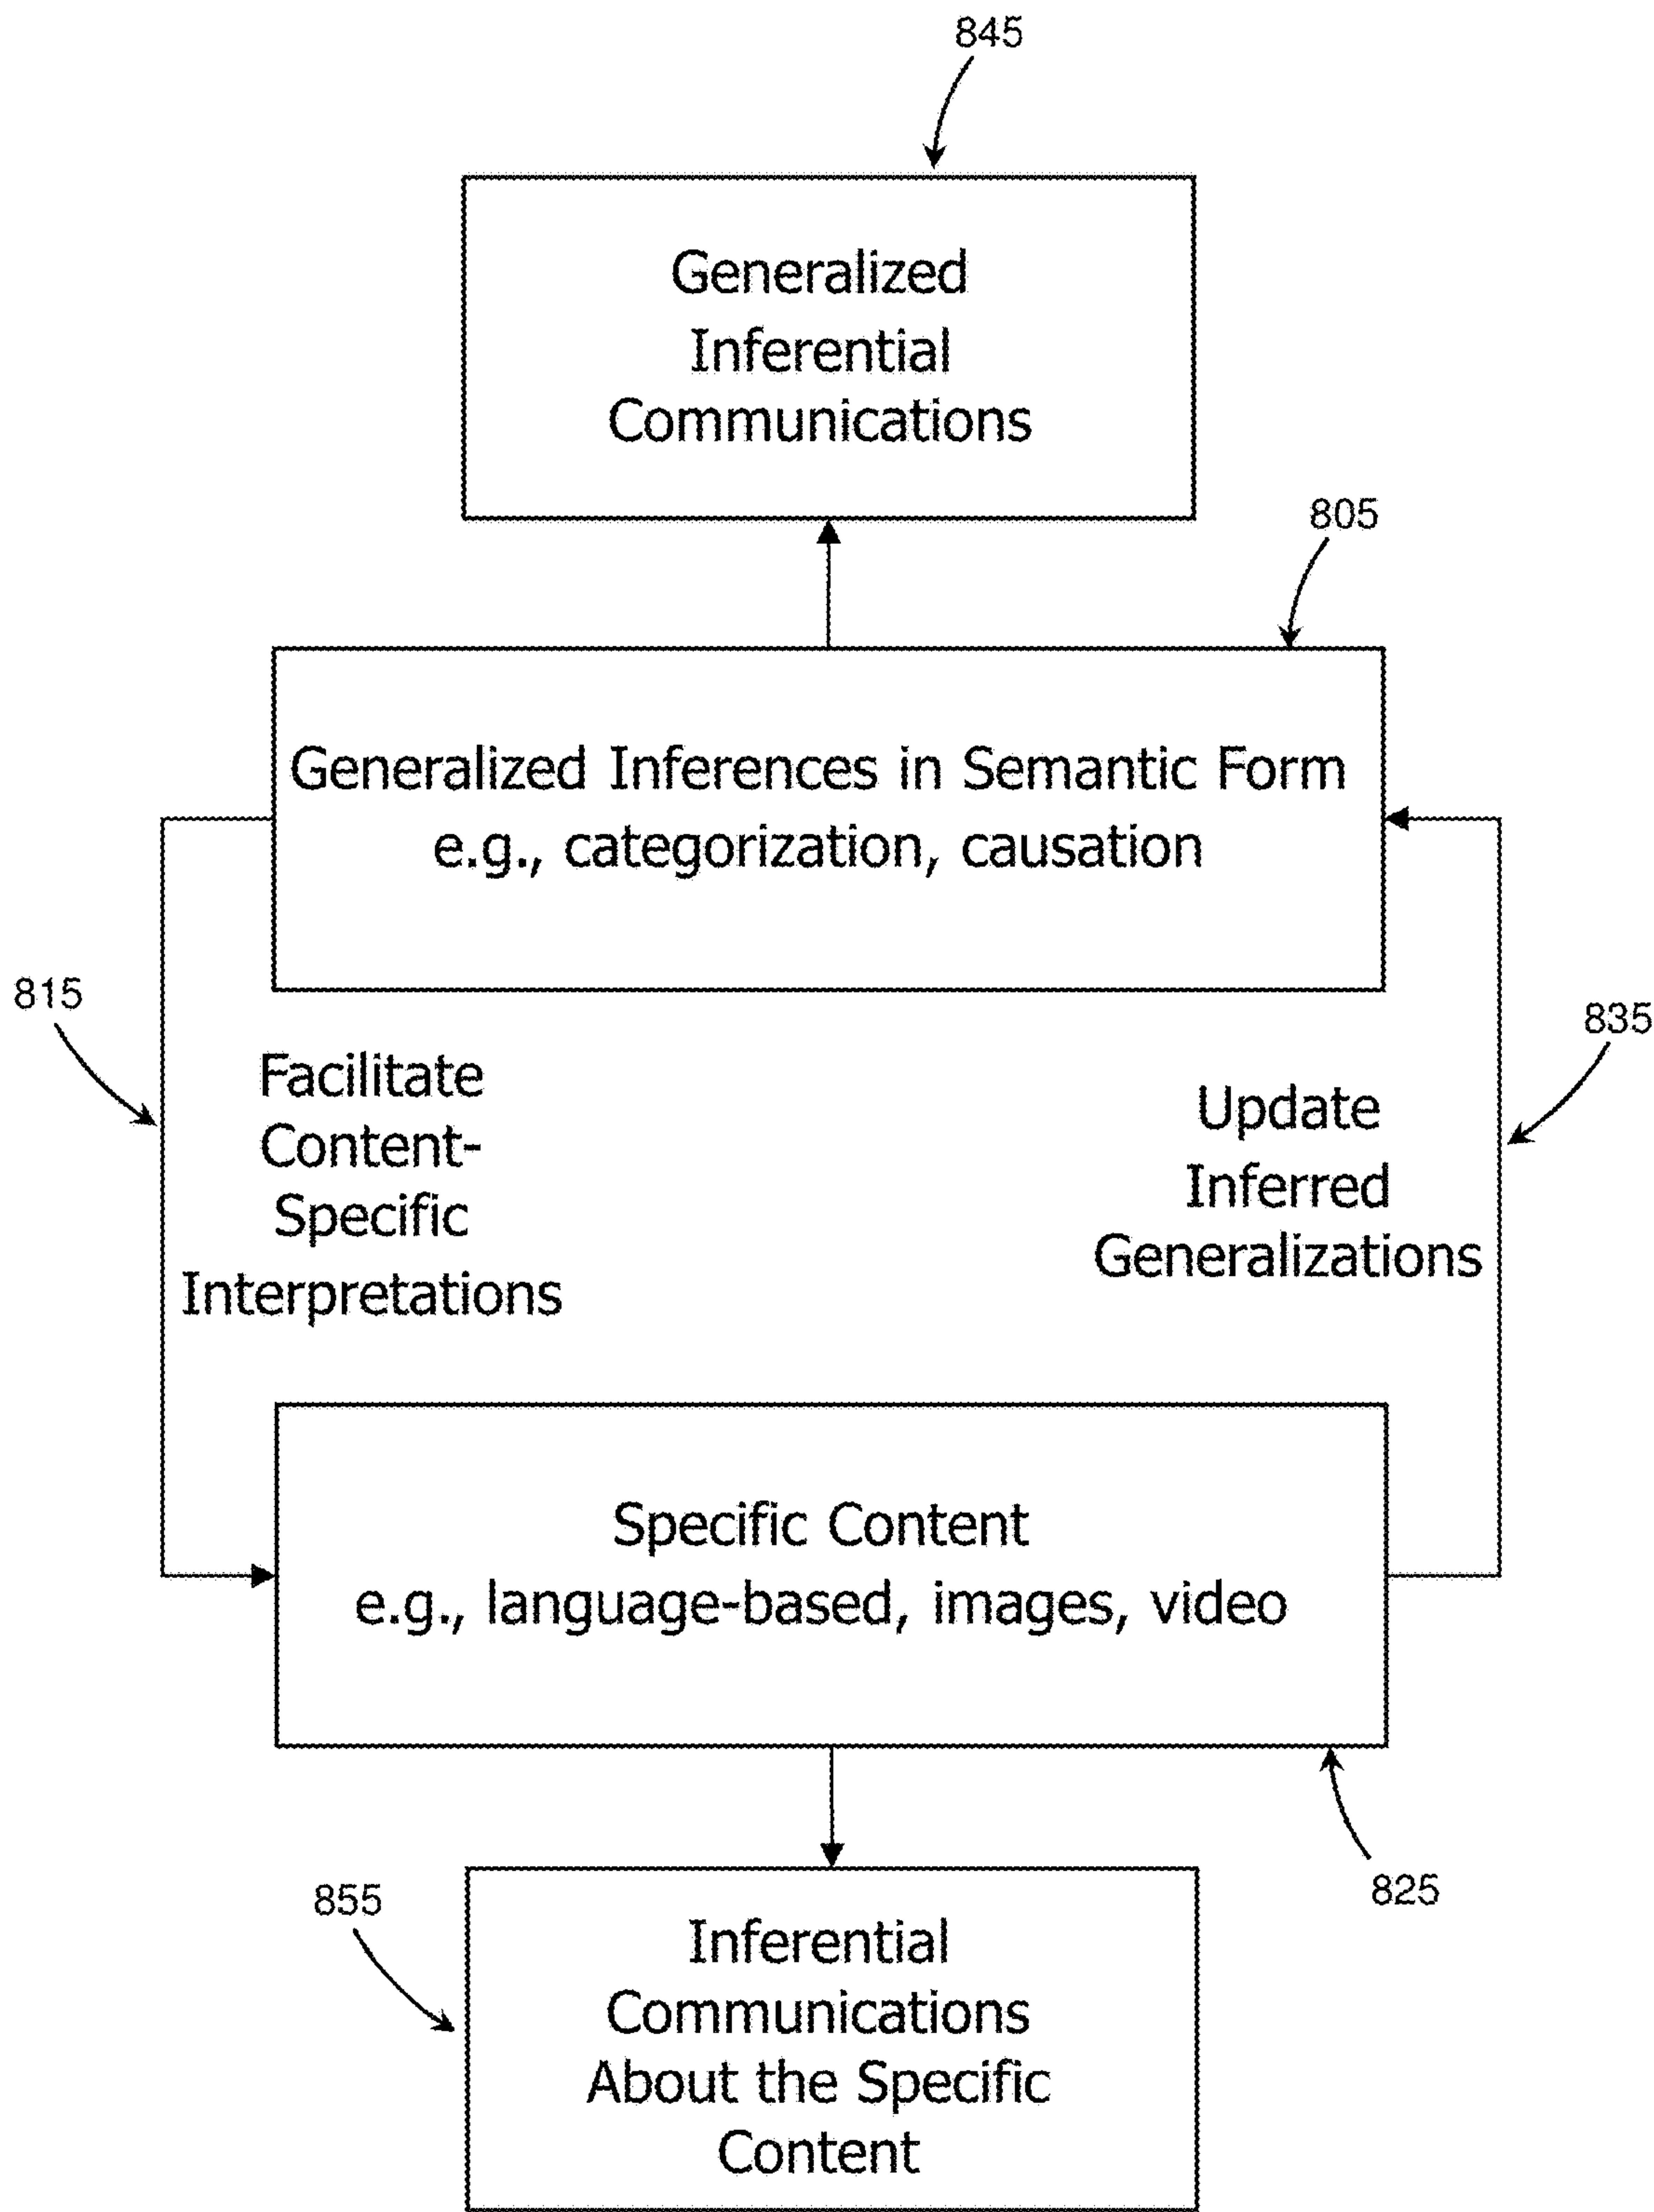 845
Generalized
Inferential
Communications
805
Generalized Inferences in Semantic Form
e.g., categorization, causation
815
Facilitate
Content-
Specific
Interpretations
835
Update
Inferred
Generalizations
Specific Content
e.g., language-based, images, video
825
855
Inferential
Communications
About the Specific
Content